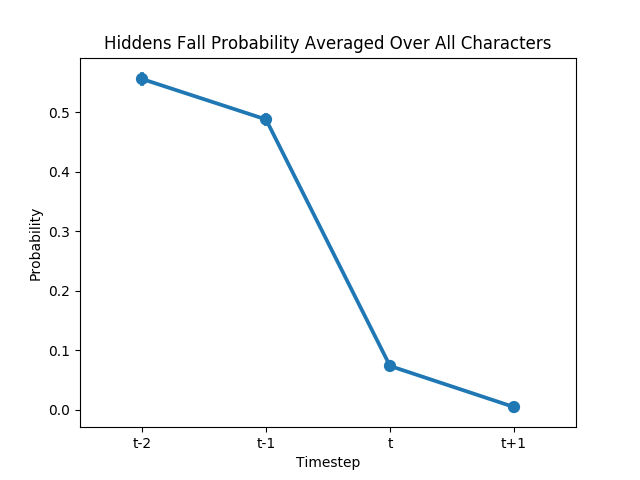 Hiddens Fall Probability Averaged Over All Characters
Probability
0.5
0.4
0.3
0.2
0.1
0.0
t-2 t-1 t t+1
Timestep